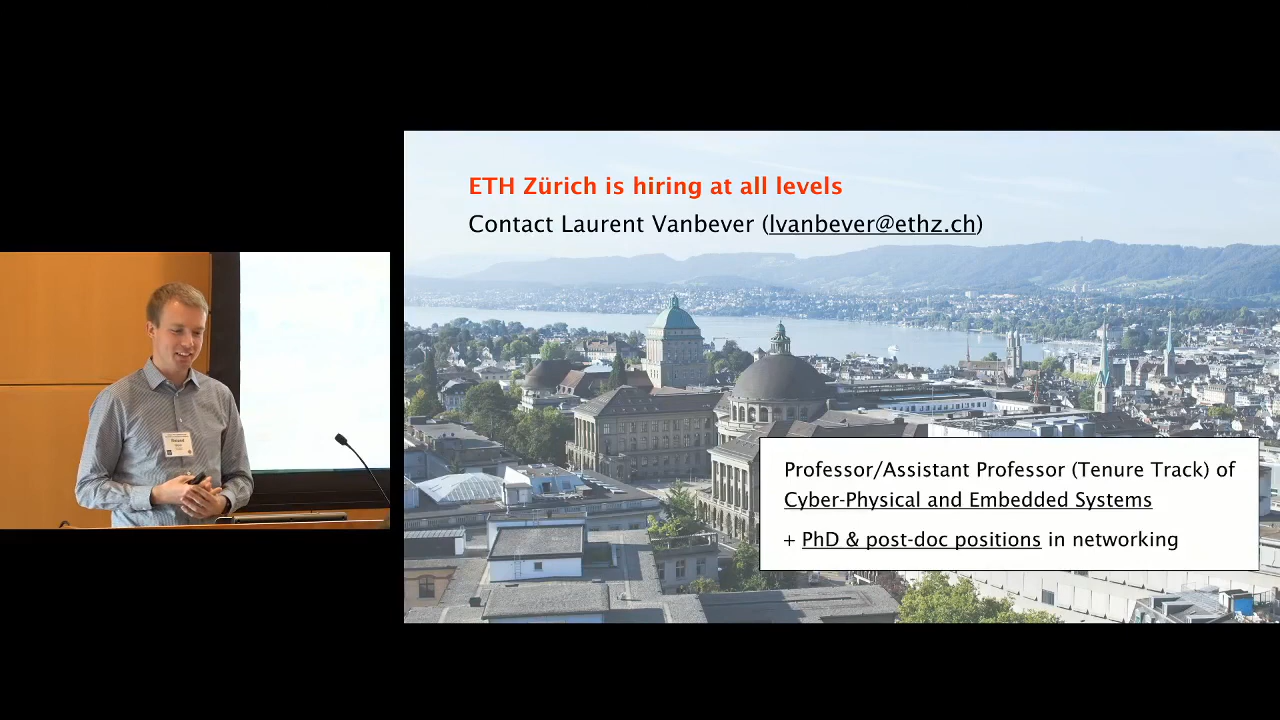 ETH Zürich is hiring at all levels
Contact Laurent Vanbever (lvanbever@ethz.ch)
Professor/Assistant Professor (Tenure Track) of
Cyber-Physical and Embedded Systems
+ PhD & post-doc positions in networking